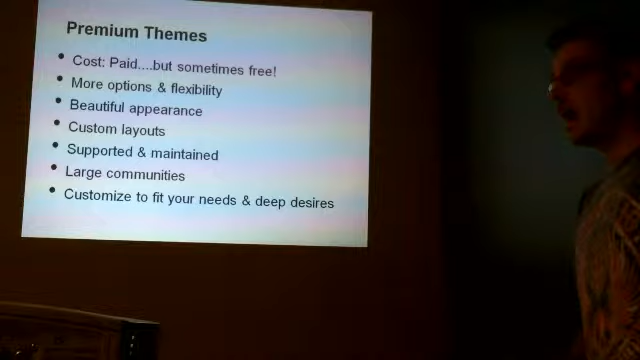 Premium Themes
• Cost: Paid....but sometimes free!
• More options & flexibility
• Beautiful appearance
• Custom layouts
• Supported & maintained
• Large communities
• Customize to fit your needs & deep desires